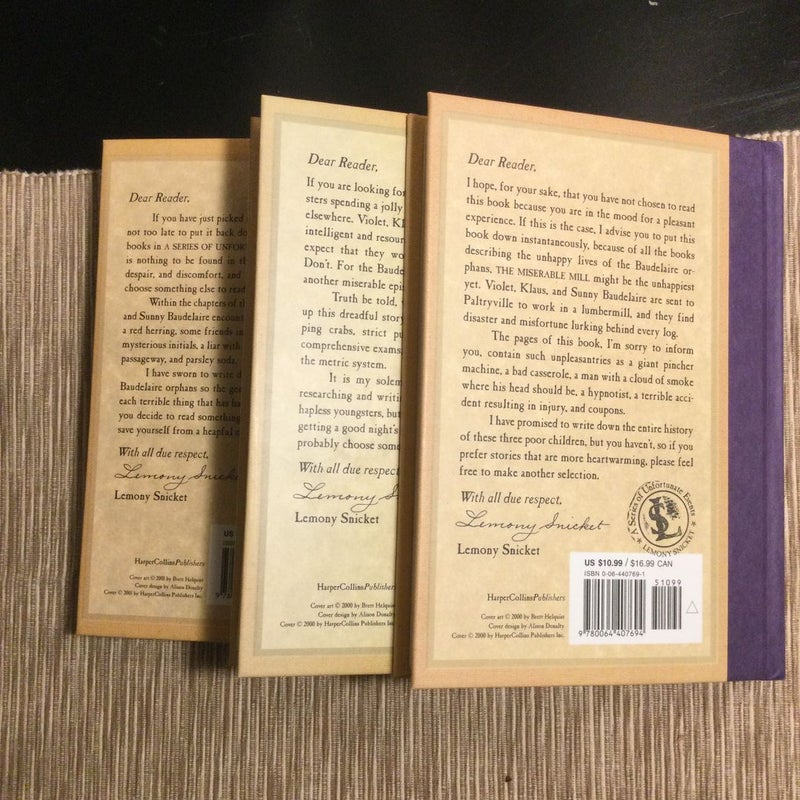 Dear Reader,
If you have just picked
not too late to put it back do
books in A SERIES OF UNFOR
is nothing to be found in t
despair, and discomfort, and
choose something else to read
Within the chapters of t
and Sunny Baudelaire encount
a red herring, some friends in
mysterious initials, a liar with
passageway, and parsley soda.
I have sworn to write d
Baudelaire orphans so the ge
each terrible thing that has ha
you decide to read something
save yourself from a heapful o
With all due respect,
Lemony Snicke
Lemony Snicket
US
HarperCollinsPublishers
Cover art © 2001 by Brett Helquist
Cover design by Alison Donalty
Cover © 2001 by HarperCollins Publishers Inc.
Dear Reader,
If you are looking for
sters spending a jolly
elsewhere. Violet, Kl
intelligent and resour
expect that they wo
Don't. For the Baude
another miserable epi
Truth be told,
up this dreadful story
ping crabs, strict pu
comprehensive exams,
the metric system.
It is my solem
researching and writi
hapless youngsters, but
getting a good night's
probably choose some
With all due respect
Lemony S
Lemony Snicket
HarperCollinsPublishers
Cover art © 2000 by Brett Helquist
Cover design by Alison Donalty
Cover © 2000 by HarperCollins Publishers Inc.
Dear Reader,
I hope, for your sake, that you have not chosen to read
this book because you are in the mood for a pleasant
experience. If this is the case, I advise you to put this
book down instantaneously, because of all the books
describing the unhappy lives of the Baudelaire or-
phans, THE MISERABLE MILL might be the unhappiest
yet. Violet, Klaus, and Sunny Baudelaire are sent to
Paltryville to work in a lumbermill, and they find
disaster and misfortune lurking behind every log.
The pages of this book, I'm sorry to inform
you, contain such unpleasantries as a giant pincher
machine, a bad casserole, a man with a cloud of smoke
where his head should be, a hypnotist, a terrible acci-
dent resulting in injury, and coupons.
I have promised to write down the entire history
of these three poor children, but you haven't, so if you
prefer stories that are more heartwarming, please feel
free to make another selection.
With all due respect,
Lemony Snicket
Lemony Snicket
A Series of Unfortunate Events
LS
LEMONY SNICKET
US $10.99 / $16.99 CAN
ISBN 0-06-440769-1
51099
9 780064 407694
HarperCollinsPublishers
Cover art © 2000 by Brett Helquist
Cover design by Alison Donalty
Cover © 2000 by HarperCollins Publishers Inc.